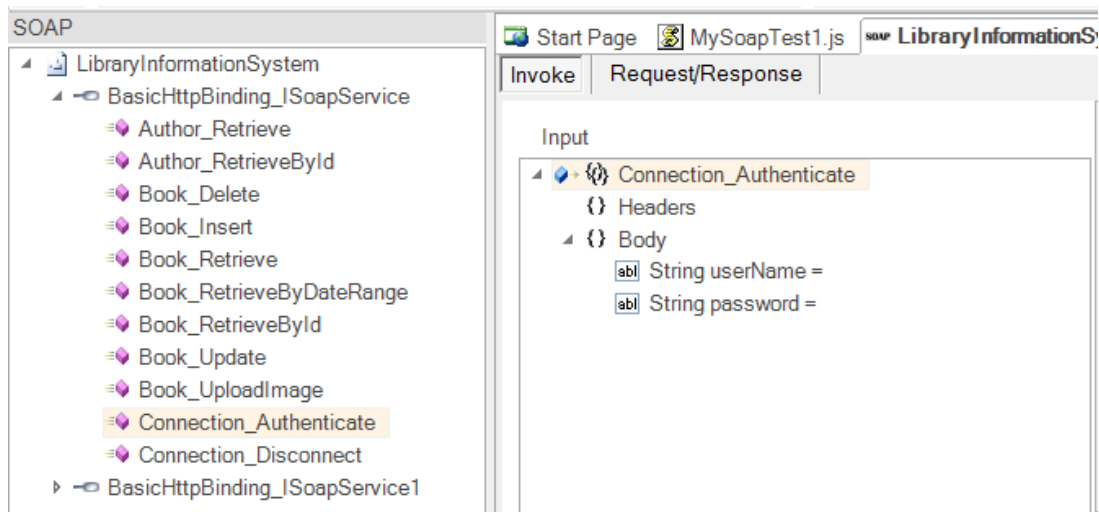 SOAP
LibraryInformationSystem
BasicHttpBinding_ISoapService
Author_Retrieve
Author_RetrieveById
Book_Delete
Book_Insert
Book_Retrieve
Book_RetrieveByDateRange
Book_RetrieveById
Book_Update
Book_UploadImage
Connection_Authenticate
Connection_Disconnect
BasicHttpBinding_ISoapService1
Start Page MySoapTest1.js SOAP LibraryInformationSy
Invoke Request/Response
Input
{} Connection_Authenticate
{} Headers
{} Body
abl String userName =
abl String password =